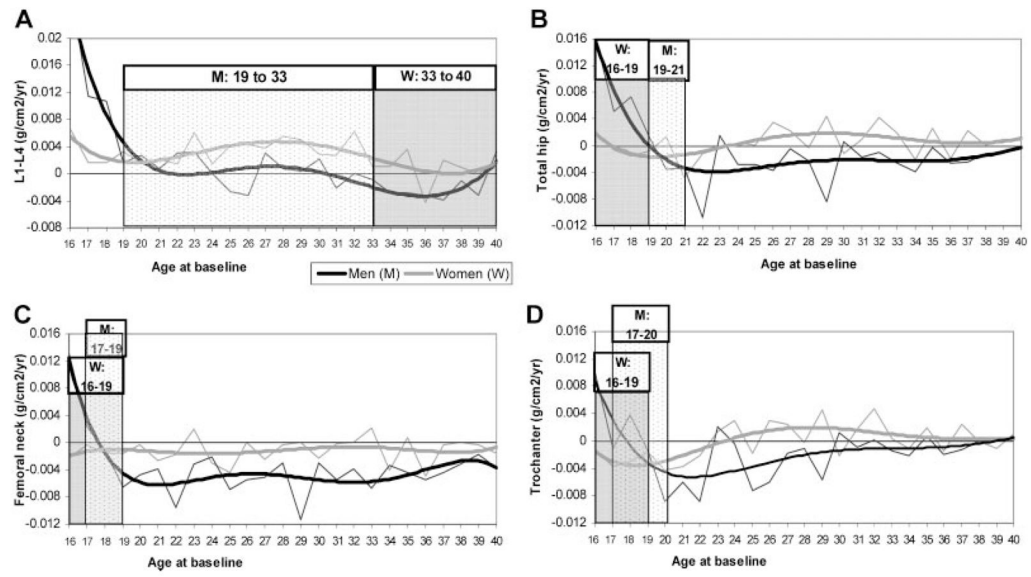 A
L1-L4 (g/cm2/yr)
0.02
0.016
0.012
0.008
0.004
0
-0.004
-0.008
M: 19 to 33
W: 33 to 40
16 17 18 19 20 21 22 23 24 25 26 27 28 29 30 31 32 33 34 35 36 37 38 39 40
Age at baseline
Men (M) Women (W)
B
Total hip (g/cm2/yr)
0.016
0.012
0.008
0.004
0
-0.004
-0.008
-0.012
W:
16-19
M:
19-21
16 17 18 19 20 21 22 23 24 25 26 27 28 29 30 31 32 33 34 35 36 37 38 39 40
Age at baseline
C
Femoral neck (g/cm2/yr)
0.016
0.012
0.008
0.004
0
-0.004
-0.008
-0.012
M:
17-19
W:
16-19
16 17 18 19 20 21 22 23 24 25 26 27 28 29 30 31 32 33 34 35 36 37 38 39 40
Age at baseline
D
Trochanter (g/cm2/yr)
0.016
0.012
0.008
0.004
0
-0.004
-0.008
-0.012
M:
17-20
W:
16-19
16 17 18 19 20 21 22 23 24 25 26 27 28 29 30 31 32 33 34 35 36 37 38 39 40
Age at baseline